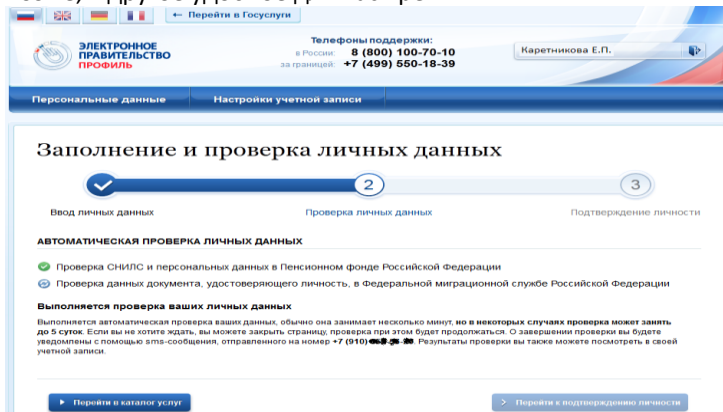 ← Перейти в Госуслуги
ЭЛЕКТРОННОЕ
ПРАВИТЕЛЬСТВО
ПРОФИЛЬ
Телефоны поддержки:
в России: 8 (800) 100-70-10
за границей: +7 (499) 550-18-39
Каретникова Е.П.
Персональные данные Настройки учетной записи
Заполнение и проверка личных данных
2 3
Ввод личных данных Проверка личных данных Подтверждение личности
АВТОМАТИЧЕСКАЯ ПРОВЕРКА ЛИЧНЫХ ДАННЫХ
Проверка СНИЛС и персональных данных в Пенсионном фонде Российской Федерации
Проверка данных документа, удостоверяющего личность, в Федеральной миграционной службе Российской Федерации
Выполняется проверка ваших личных данных
Выполняется автоматическая проверка ваших данных, обычно она занимает несколько минут, но в некоторых случаях проверка может занять
до 5 суток. Если вы не хотите ждать, вы можете закрыть страницу, проверка при этом будет продолжаться. О завершении проверки вы будете
уведомлены с помощью sms-сообщения, отправленного на номер +7 (910) Результаты проверки вы также можете посмотреть в своей
учетной записи.
Перейти в каталог услуг > Перейти к подтверждению личности